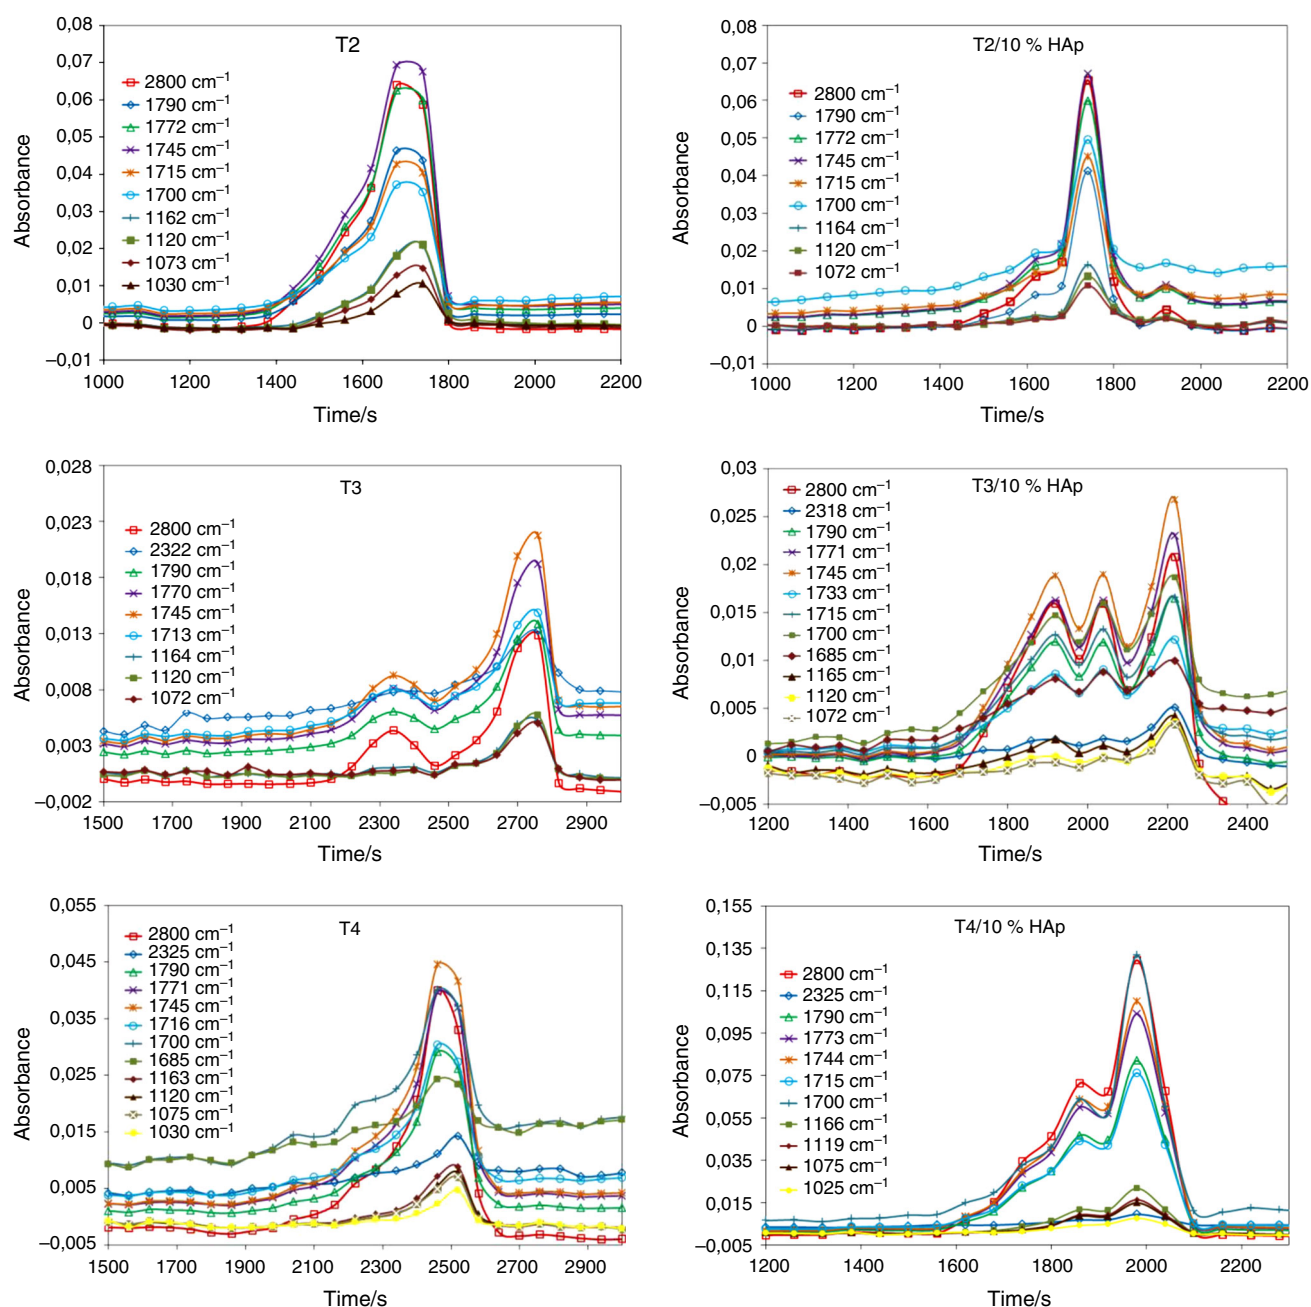 T2
0,08
0,07
0,06
0,05
0,04
0,03
0,02
0,01
0
−0,01
Absorbance
2800 cm⁻¹
1790 cm⁻¹
1772 cm⁻¹
1745 cm⁻¹
1715 cm⁻¹
1700 cm⁻¹
1162 cm⁻¹
1120 cm⁻¹
1073 cm⁻¹
1030 cm⁻¹
1000 1200 1400 1600 1800 2000 2200
Time/s
T2/10 % HAp
0,08
0,07
0,06
0,05
0,04
0,03
0,02
0,01
0
−0,01
Absorbance
2800 cm⁻¹
1790 cm⁻¹
1772 cm⁻¹
1745 cm⁻¹
1715 cm⁻¹
1700 cm⁻¹
1164 cm⁻¹
1120 cm⁻¹
1072 cm⁻¹
1000 1200 1400 1600 1800 2000 2200
Time/s
T3
0,028
0,023
0,018
0,013
0,008
0,003
−0,002
Absorbance
2800 cm⁻¹
2322 cm⁻¹
1790 cm⁻¹
1770 cm⁻¹
1745 cm⁻¹
1713 cm⁻¹
1164 cm⁻¹
1120 cm⁻¹
1072 cm⁻¹
1500 1700 1900 2100 2300 2500 2700 2900
Time/s
T3/10 % HAp
0,03
0,025
0,02
0,015
0,01
0,005
0
−0,005
Absorbance
2800 cm⁻¹
2318 cm⁻¹
1790 cm⁻¹
1771 cm⁻¹
1745 cm⁻¹
1733 cm⁻¹
1715 cm⁻¹
1700 cm⁻¹
1685 cm⁻¹
1165 cm⁻¹
1120 cm⁻¹
1072 cm⁻¹
1200 1400 1600 1800 2000 2200 2400
Time/s
T4
0,055
0,045
0,035
0,025
0,015
0,005
−0,005
Absorbance
2800 cm⁻¹
2325 cm⁻¹
1790 cm⁻¹
1771 cm⁻¹
1745 cm⁻¹
1716 cm⁻¹
1700 cm⁻¹
1685 cm⁻¹
1163 cm⁻¹
1120 cm⁻¹
1075 cm⁻¹
1030 cm⁻¹
1500 1700 1900 2100 2300 2500 2700 2900
Time/s
T4/10 % HAp
0,155
0,135
0,115
0,095
0,075
0,055
0,035
0,015
−0,005
Absorbance
2800 cm⁻¹
2325 cm⁻¹
1790 cm⁻¹
1773 cm⁻¹
1744 cm⁻¹
1715 cm⁻¹
1700 cm⁻¹
1166 cm⁻¹
1119 cm⁻¹
1075 cm⁻¹
1025 cm⁻¹
1200 1400 1600 1800 2000 2200
Time/s